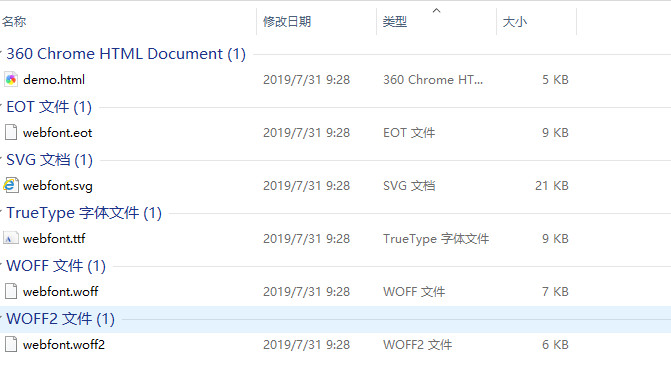 名称 修改日期 类型 大小
360 Chrome HTML Document (1)
demo.html 2019/7/31 9:28 360 Chrome HT... 5 KB
EOT 文件 (1)
webfont.eot 2019/7/31 9:28 EOT 文件 9 KB
SVG 文档 (1)
webfont.svg 2019/7/31 9:28 SVG 文档 21 KB
TrueType 字体文件 (1)
webfont.ttf 2019/7/31 9:28 TrueType 字体文件 9 KB
WOFF 文件 (1)
webfont.woff 2019/7/31 9:28 WOFF 文件 7 KB
WOFF2 文件 (1)
webfont.woff2 2019/7/31 9:28 WOFF2 文件 6 KB